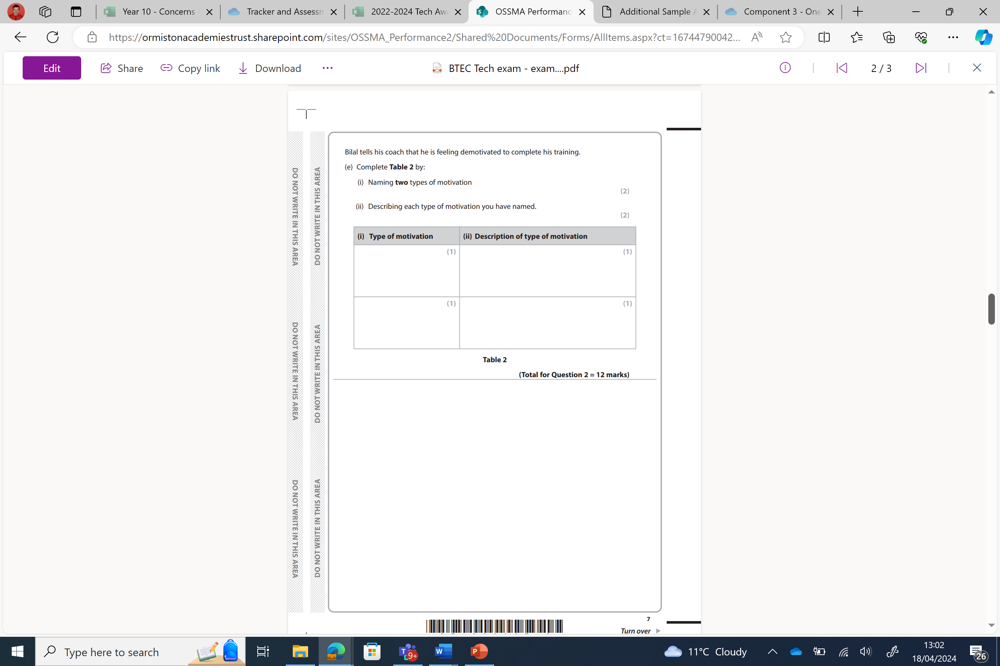 Year 10 - Concerns
Tracker and Assessm
2022-2024 Tech Aw
OSSMA Performanc
Additional Sample A
Component 3 - One
https://ormistonacademiestrust.sharepoint.com/sites/OSSMA_Performance2/Shared%20Documents/Forms/AllItems.aspx?ct=16744790042...
Edit
Share
Copy link
Download
BTEC Tech exam - exam....pdf
2 / 3
Bilal tells his coach that he is feeling demotivated to complete his training.
(e) Complete Table 2 by:
(i) Naming two types of motivation
(2)
(ii) Describing each type of motivation you have named.
(2)
(i) Type of motivation
(ii) Description of type of motivation
(1)
(1)
(1)
(1)
Table 2
(Total for Question 2 = 12 marks)
DO NOT WRITE IN THIS AREA
DO NOT WRITE IN THIS AREA
DO NOT WRITE IN THIS AREA
DO NOT WRITE IN THIS AREA
DO NOT WRITE IN THIS AREA
DO NOT WRITE IN THIS AREA
7
Turn over
Type here to search
9+
11°C Cloudy
13:02
18/04/2024
26